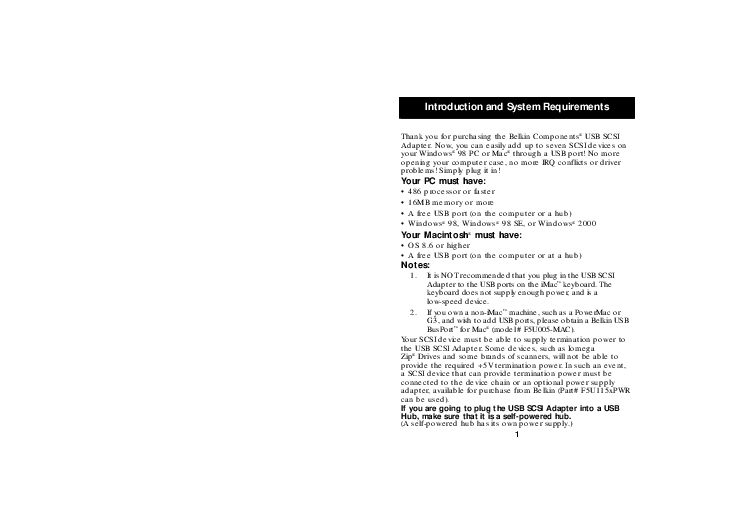 Introduction and System Requirements
Thank you for purchasing the Belkin Components® USB SCSI
Adapter. Now, you can easily add up to seven SCSI devices on
your Windows® 98 PC or Mac® through a USB port! No more
opening your computer case, no more IRQ conflicts or driver
problems! Simply plug it in!
Your PC must have:
• 486 processor or faster
• 16MB memory or more
• A free USB port (on the computer or a hub)
• Windows® 98, Windows® 98 SE, or Windows® 2000
Your Macintosh® must have:
• OS 8.6 or higher
• A free USB port (on the computer or at a hub)
Notes:
1. It is NOT recommended that you plug in the USB SCSI
Adapter to the USB ports on the iMac™ keyboard. The
keyboard does not supply enough power, and is a
low-speed device.
2. If you own a non-iMac™ machine, such as a PowerMac or
G3, and wish to add USB ports, please obtain a Belkin USB
BusPort™ for Mac® (model# F5U005-MAC).
Your SCSI device must be able to supply termination power to
the USB SCSI Adapter. Some devices, such as Iomega
Zip® Drives and some brands of scanners, will not be able to
provide the required +5V termination power. In such an event,
a SCSI device that can provide termination power must be
connected to the device chain or an optional power supply
adapter, available for purchase from Belkin (Part# F5U115xPWR
can be used).
If you are going to plug the USB SCSI Adapter into a USB
Hub, make sure that it is a self-powered hub.
(A self-powered hub has its own power supply.)
1